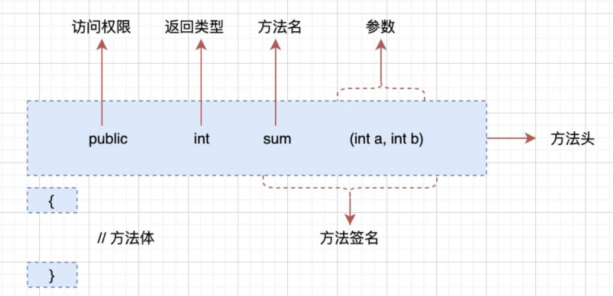 访问权限 返回类型 方法名 参数
public int sum (int a, int b) 方法头
{
// 方法体 方法签名
}